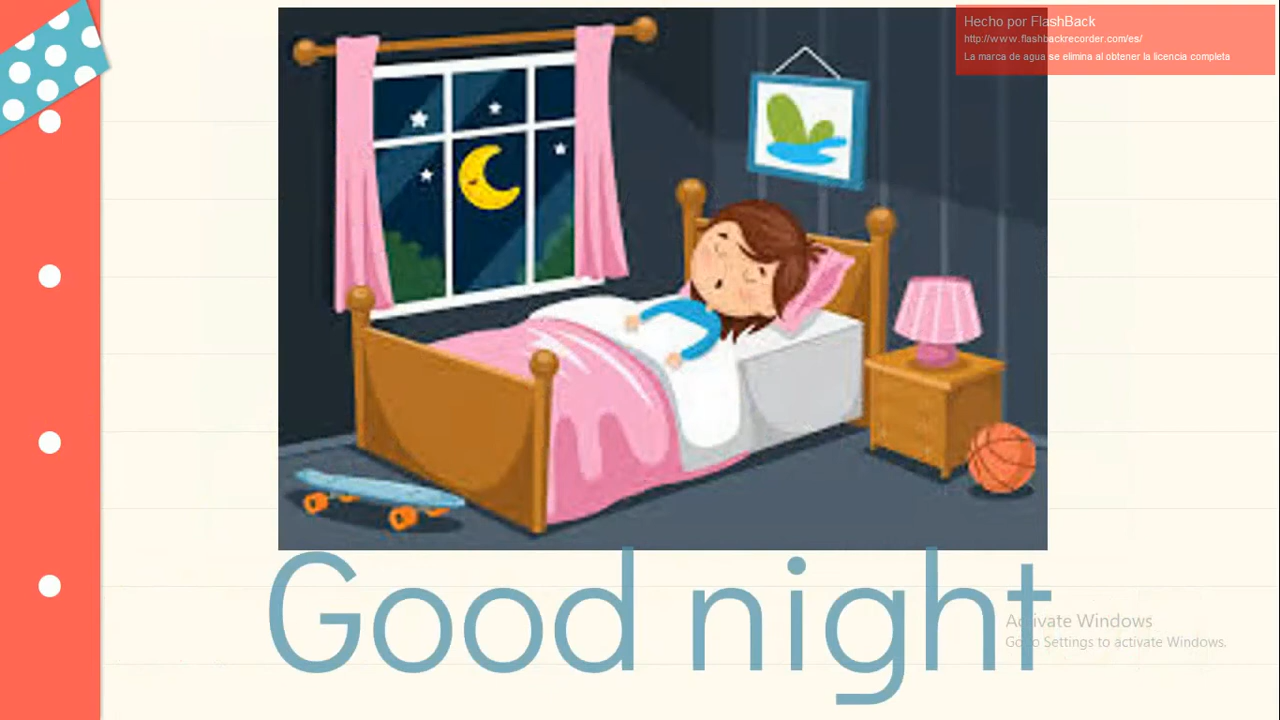 Hecho por FlashBack
http://www.flashbackrecorder.com/es/
La marca de agua se elimina al obtener la licencia completa
Good night
Activate Windows
Go to Settings to activate Windows.